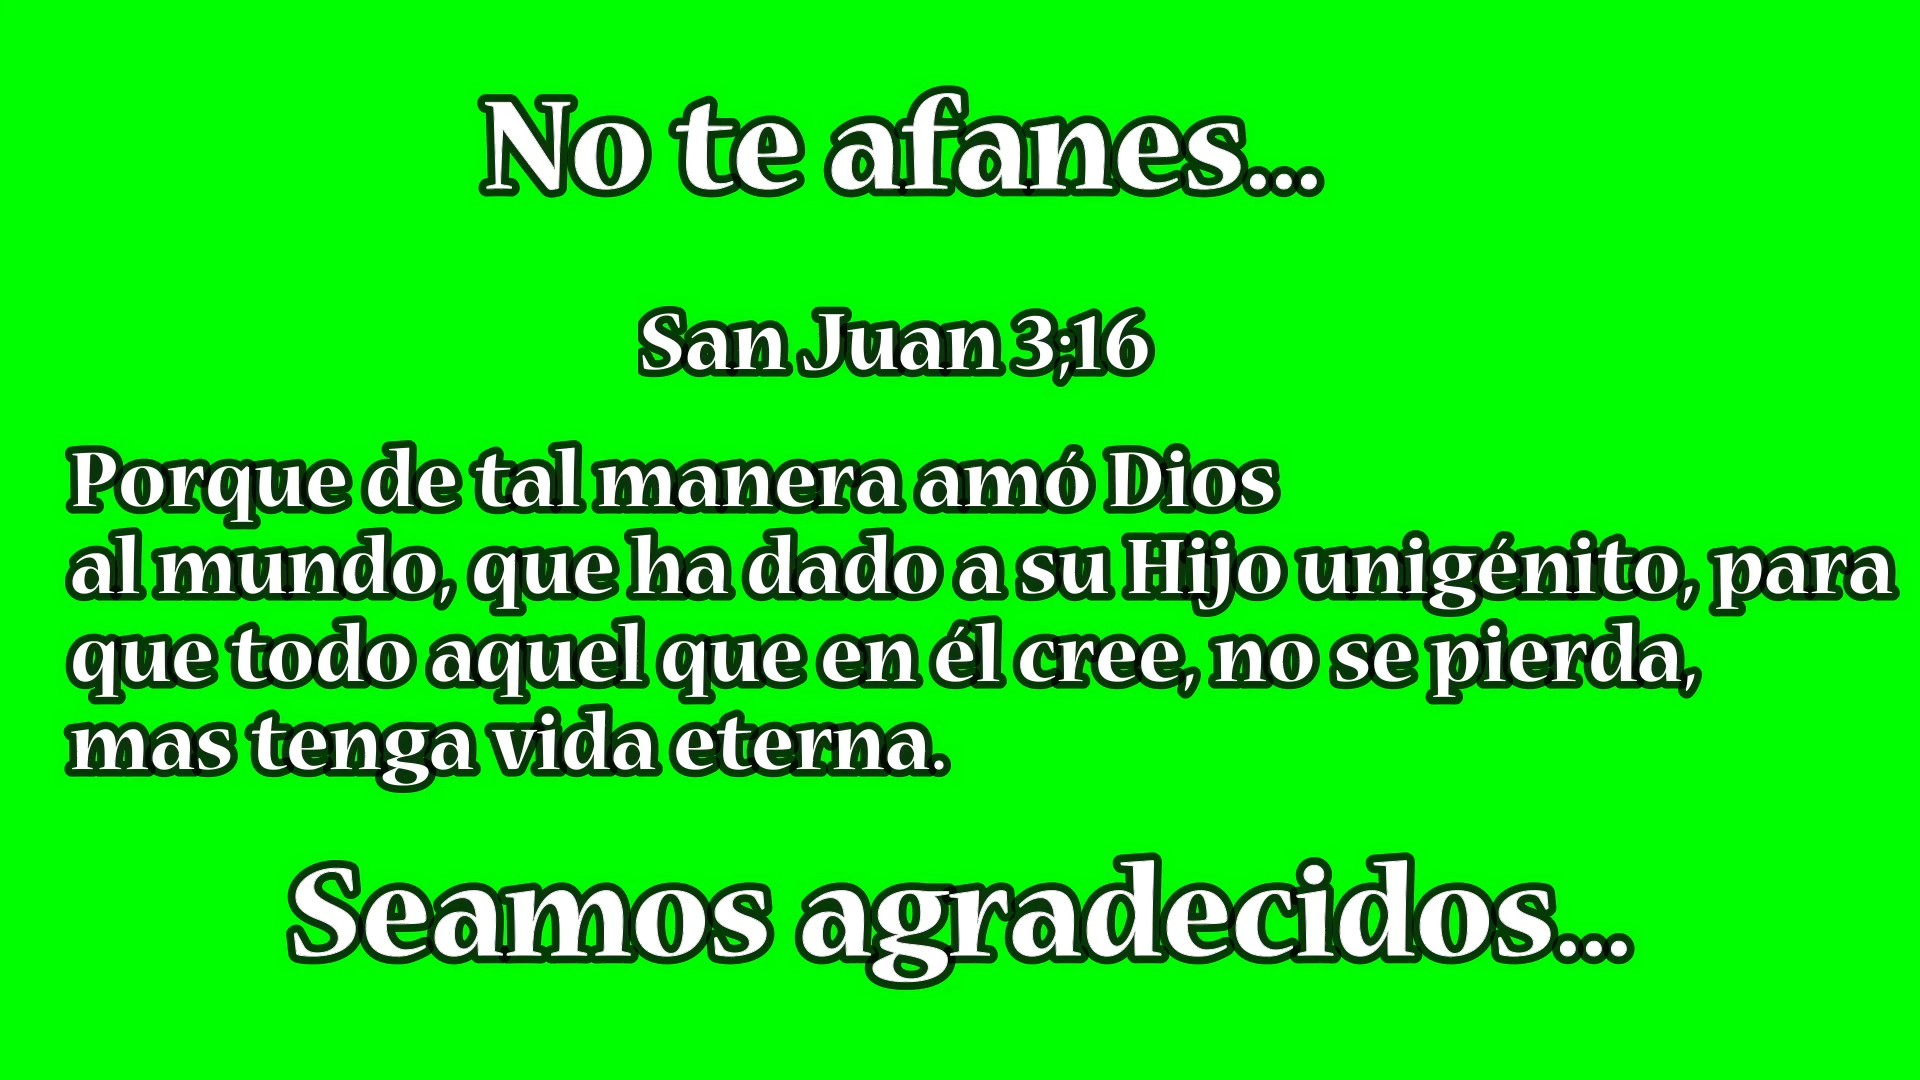 No te afanes...
San Juan 3;16
Porque de tal manera amó Dios
al mundo, que ha dado a su Hijo unigénito, para
que todo aquel que en él cree, no se pierda,
mas tenga vida eterna.
Seamos agradecidos...